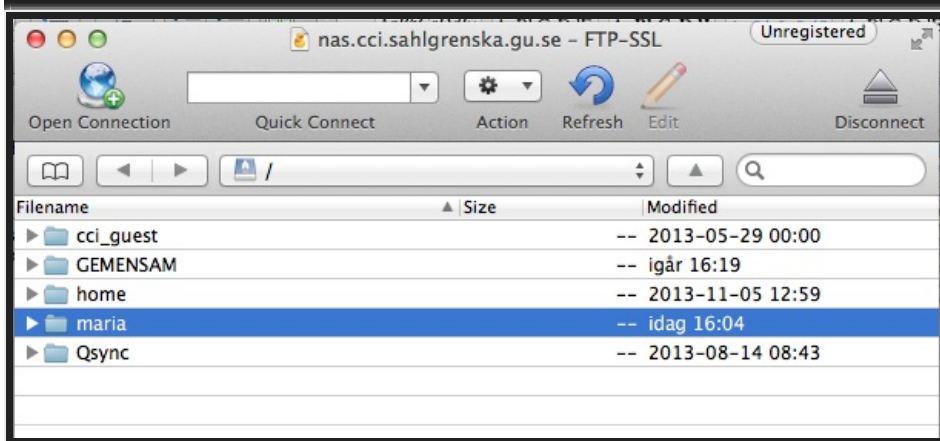 nas.cci.sahlgrenska.gu.se – FTP-SSL Unregistered
Open Connection Quick Connect Action Refresh Edit Disconnect
/
Filename Size Modified
cci_guest -- 2013-05-29 00:00
GEMENSAM -- igår 16:19
home -- 2013-11-05 12:59
maria -- idag 16:04
Qsync -- 2013-08-14 08:43